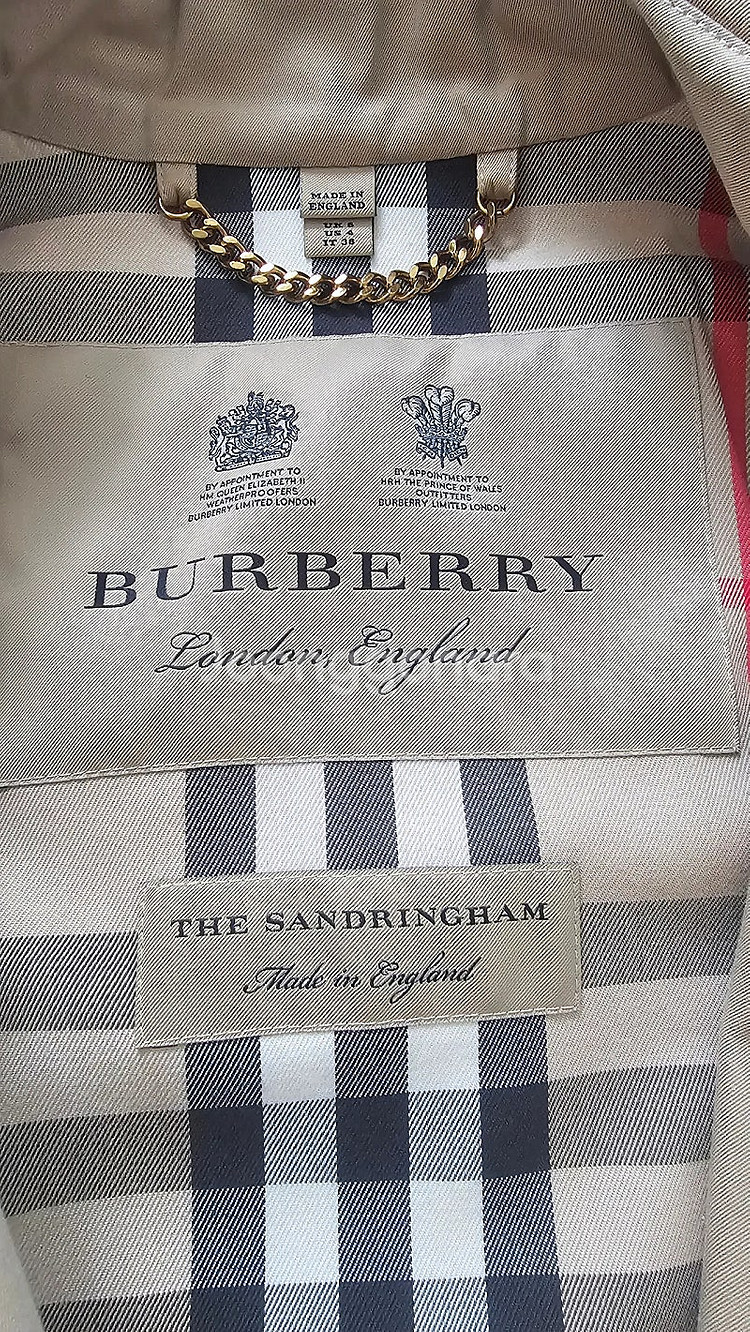 MADE IN
ENGLAND
UK 6
US 4
IT 38
BY APPOINTMENT TO
HM QUEEN ELIZABETH II
WEATHERPROOFERS
BURBERRY LIMITED LONDON
BY APPOINTMENT TO
HRH THE PRINCE OF WALES
OUTFITTERS
BURBERRY LIMITED LONDON
BURBERRY
London, England
THE SANDRINGHAM
Made in England